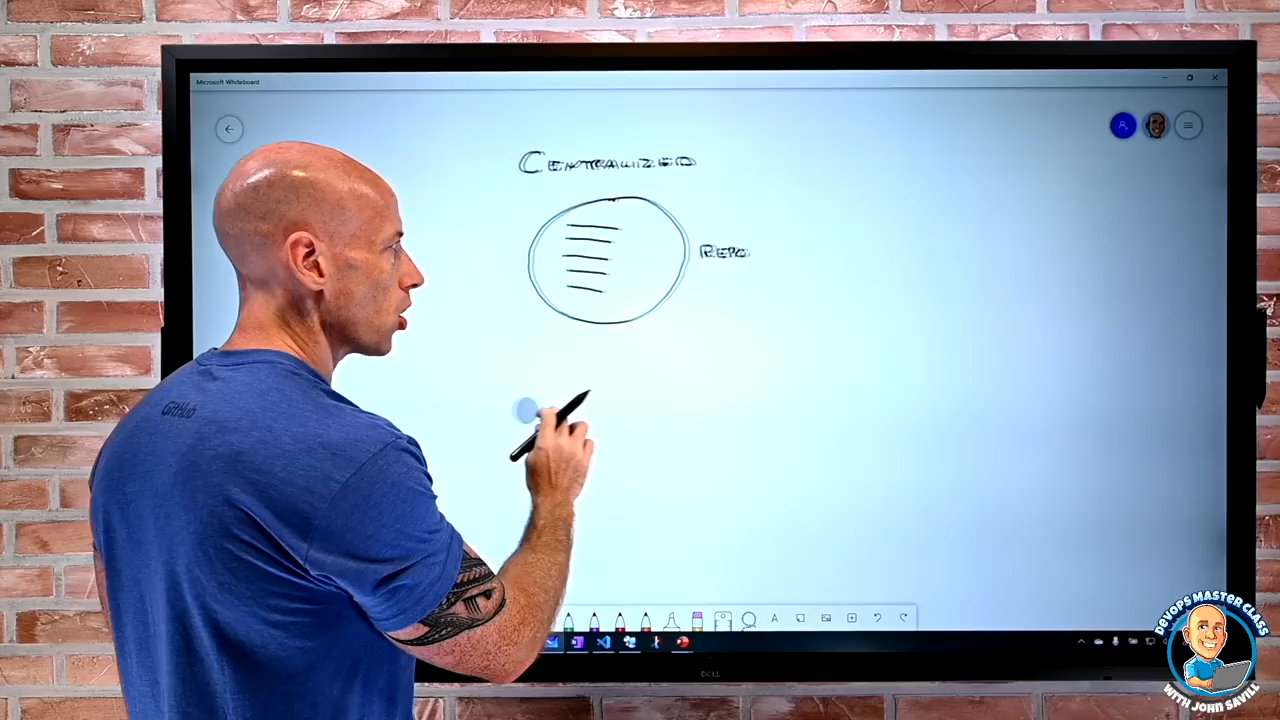 Microsoft Whiteboard
CENTRALIZED
REPO
GitHub
A
DELL
DEVOPS MASTER CLASS
WITH JOHN SAVILL